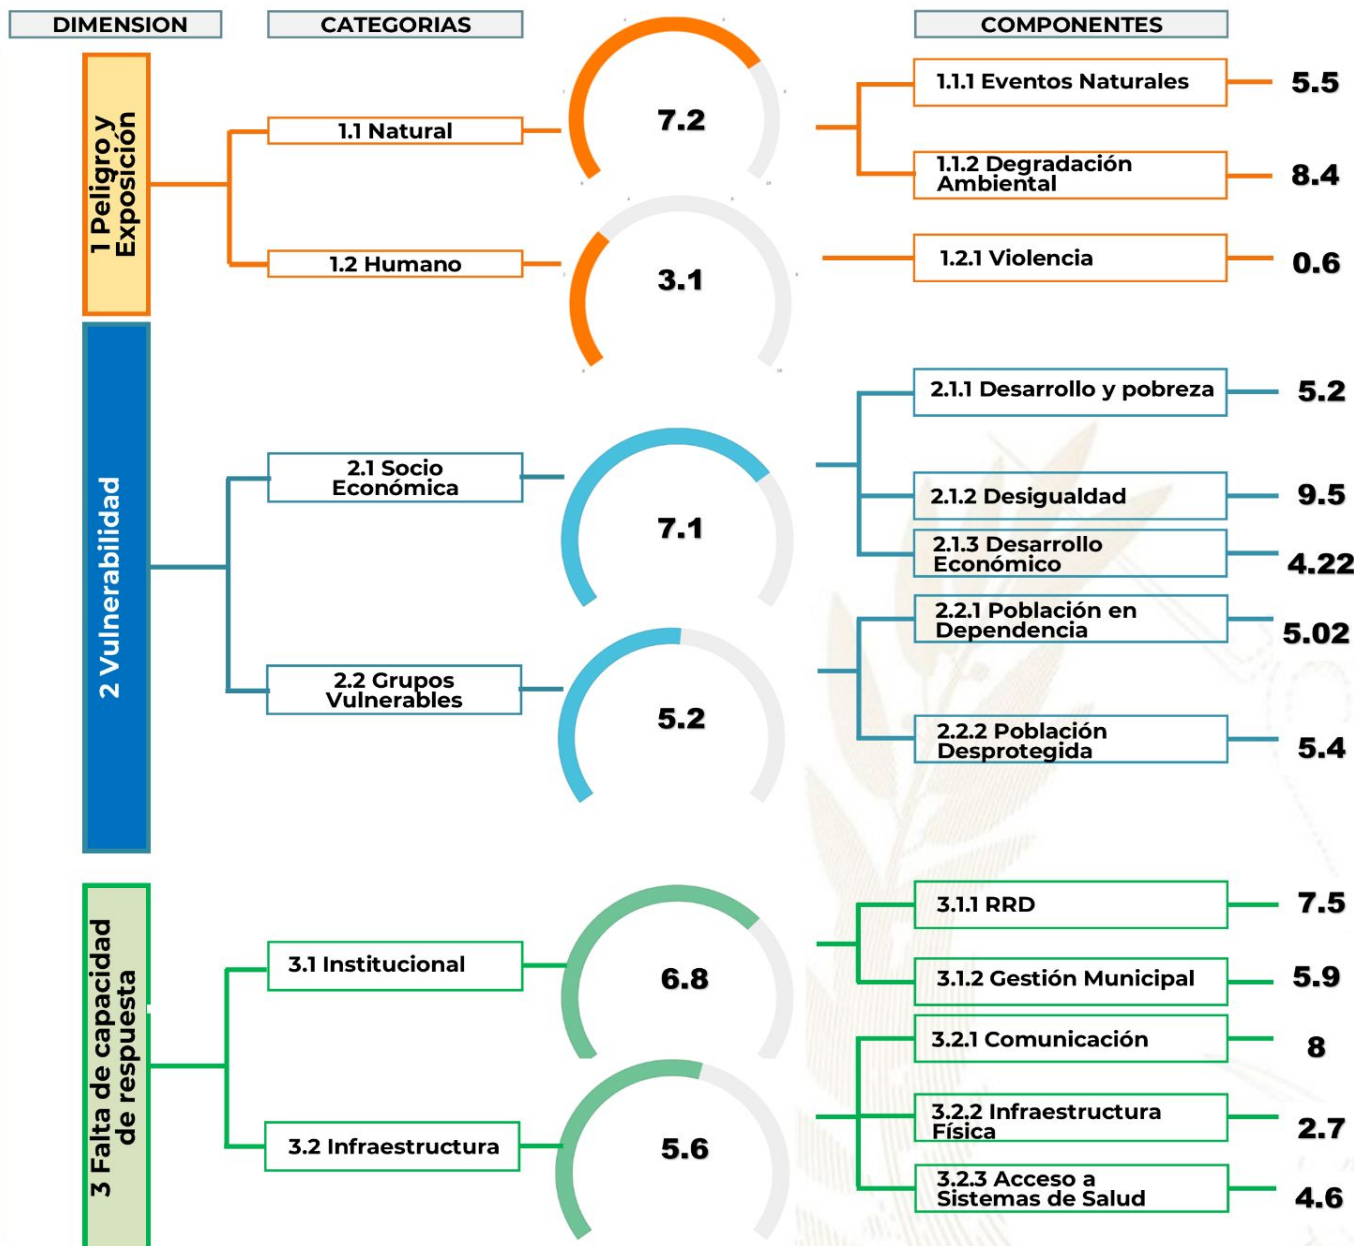 DIMENSION
CATEGORIAS
COMPONENTES
1 Peligro y
Exposición
1.1 Natural
7.2
1.1.1 Eventos Naturales
5.5
1.1.2 Degradación
Ambiental
8.4
1.2 Humano
3.1
1.2.1 Violencia
0.6
2 Vulnerabilidad
2.1 Socio
Económica
7.1
2.1.1 Desarrollo y pobreza
5.2
2.1.2 Desigualdad
9.5
2.1.3 Desarrollo
Económico
4.22
2.2 Grupos
Vulnerables
5.2
2.2.1 Población en
Dependencia
5.02
2.2.2 Población
Desprotegida
5.4
3 Falta de capacidad
de respuesta
3.1 Institucional
6.8
3.1.1 RRD
7.5
3.1.2 Gestión Municipal
5.9
3.2 Infraestructura
5.6
3.2.1 Comunicación
8
3.2.2 Infraestructura
Física
2.7
3.2.3 Acceso a
Sistemas de Salud
4.6